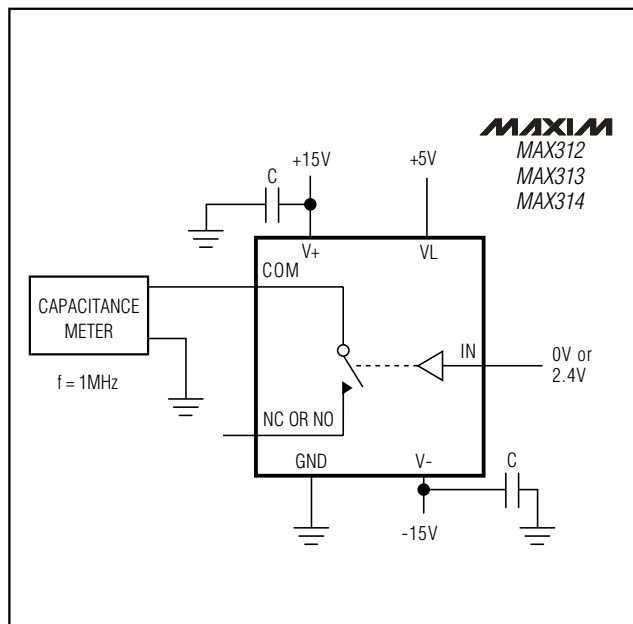 MAXIM
MAX312
MAX313
MAX314
+15V
+5V
C
V+
VL
COM
CAPACITANCE
METER
f = 1MHz
IN
0V or
2.4V
NC OR NO
GND
V-
C
-15V